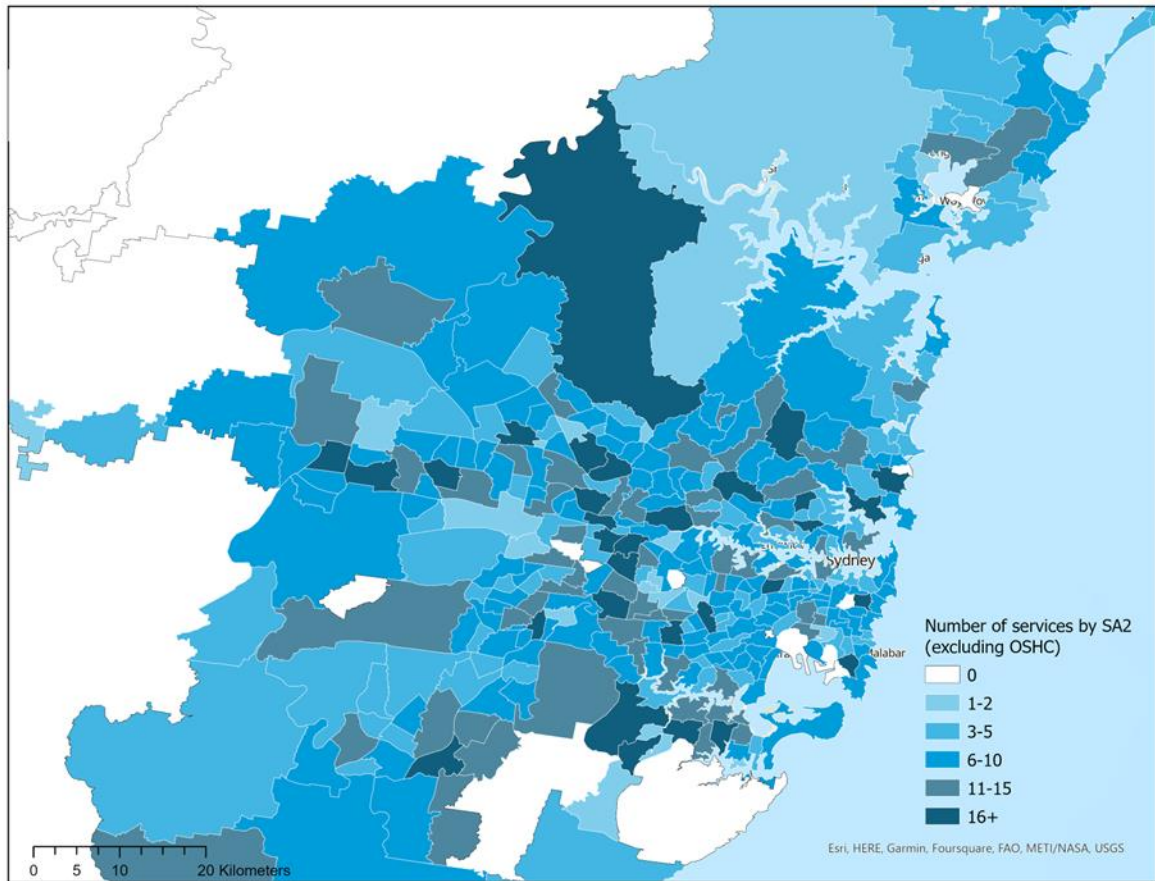 Sydney
Malabar
Number of services by SA2
(excluding OSHC)
0
1-2
3-5
6-10
11-15
16+
0 5 10 20 Kilometers
Esri, HERE, Garmin, Foursquare, FAO, METI/NASA, USGS